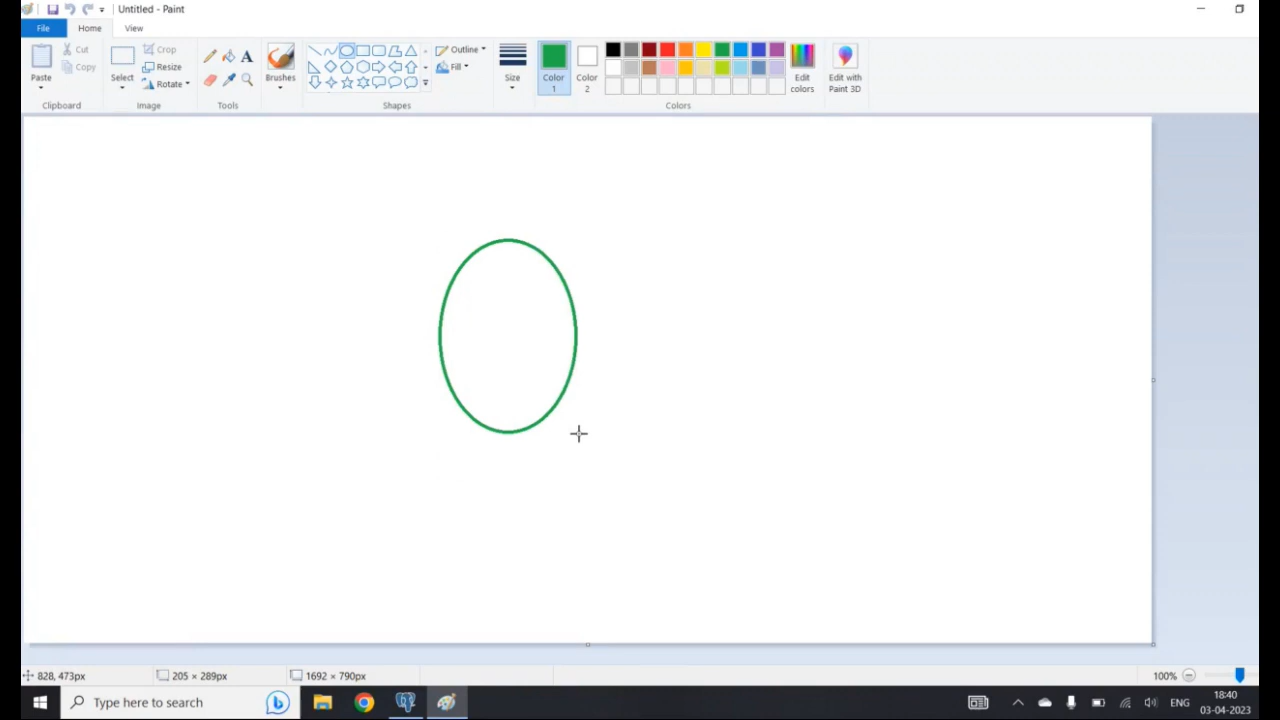 Untitled - Paint
File Home View
Paste
Cut
Copy
Clipboard
Select
Crop
Resize
Rotate
Image
Tools
Brushes
Shapes
Outline
Fill
Size
Color
1
Color
2
Colors
Edit
colors
Edit with
Paint 3D
828, 473px
205 × 289px
1692 × 790px
100%
Type here to search
ENG
18:40
03-04-2023